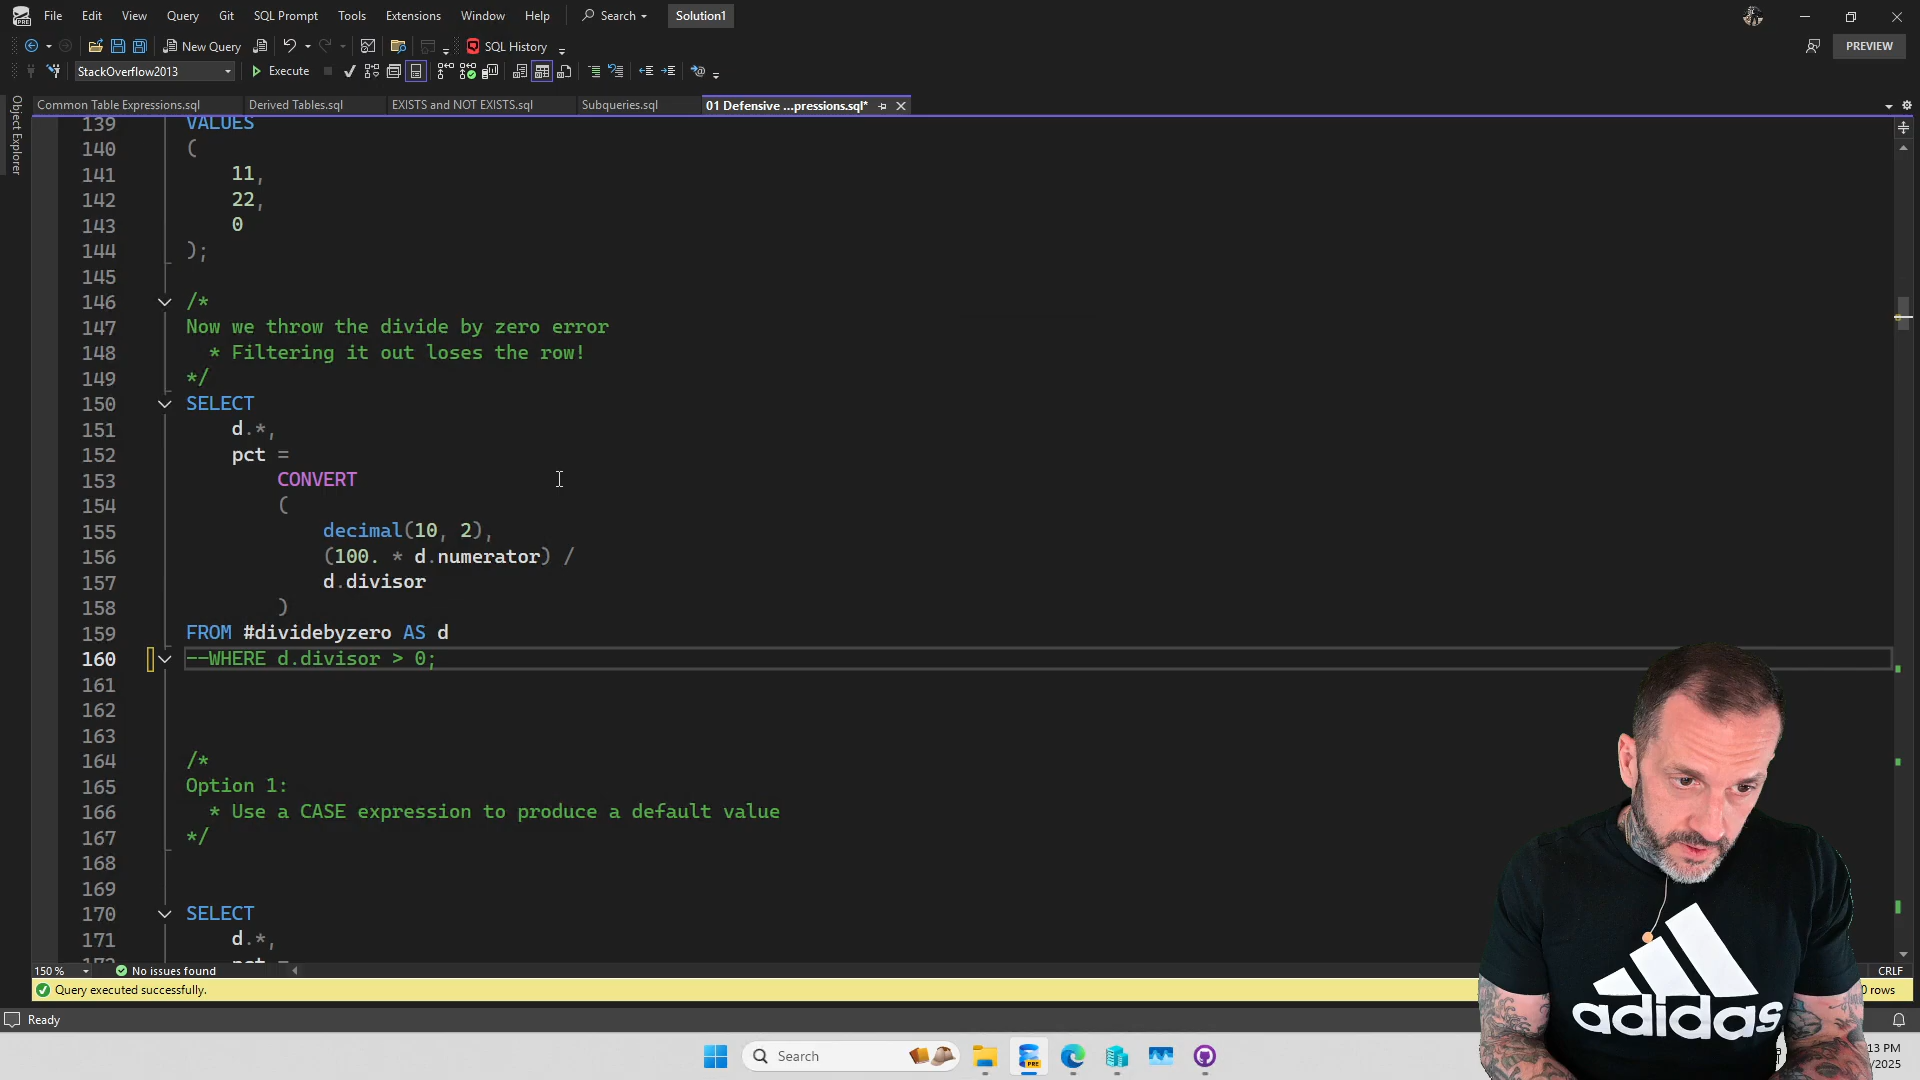 File Edit View Query Git SQL Prompt Tools Extensions Window Help Search Solution1
New Query SQL History PREVIEW
StackOverflow2013 Execute
Common Table Expressions.sql Derived Tables.sql EXISTS and NOT EXISTS.sql Subqueries.sql 01 Defensive ...pressions.sql*
Object Explorer
139 VALUES
140 (
141 11,
142 22,
143 0
144 );
145
146 /*
147 Now we throw the divide by zero error
148 * Filtering it out loses the row!
149 */
150 SELECT
151 d.*,
152 pct =
153 CONVERT
154 (
155 decimal(10, 2),
156 (100. * d.numerator) /
157 d.divisor
158 )
159 FROM #dividebyzero AS d
160 --WHERE d.divisor > 0;
161
162
163
164 /*
165 Option 1:
166 * Use a CASE expression to produce a default value
167 */
168
169
170 SELECT
171 d.*,
172 pct =
150 % No issues found CRLF
Query executed successfully. 0 rows
Ready
Search
13 PM
/2025
adidas